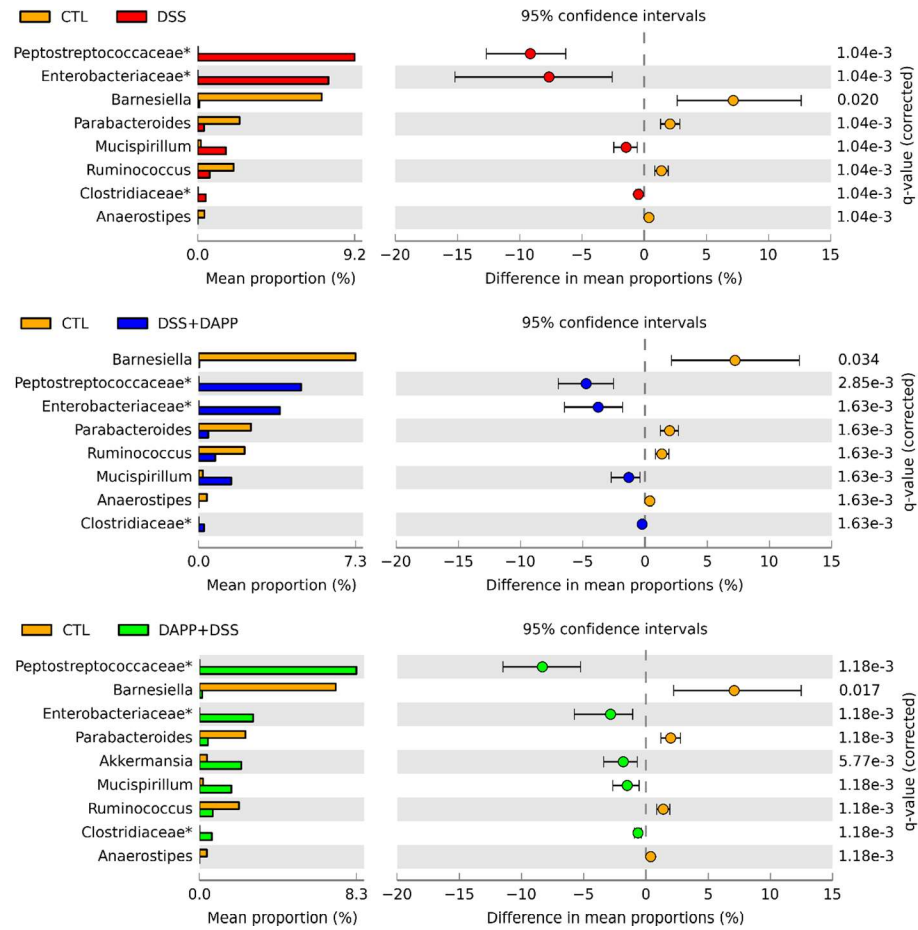 CTL DSS
95% confidence intervals
Peptostreptococcaceae* 1.04e-3
Enterobacteriaceae* 1.04e-3
Barnesiella 0.020
Parabacteroides 1.04e-3
Mucispirillum 1.04e-3
Ruminococcus 1.04e-3
Clostridiaceae* 1.04e-3
Anaerostipes 1.04e-3
q-value (corrected)
0.0 9.2 −20 −15 −10 −5 0 5 10 15
Mean proportion (%) Difference in mean proportions (%)
CTL DSS+DAPP
95% confidence intervals
Barnesiella 0.034
Peptostreptococcaceae* 2.85e-3
Enterobacteriaceae* 1.63e-3
Parabacteroides 1.63e-3
Ruminococcus 1.63e-3
Mucispirillum 1.63e-3
Anaerostipes 1.63e-3
Clostridiaceae* 1.63e-3
q-value (corrected)
0.0 7.3 −20 −15 −10 −5 0 5 10 15
Mean proportion (%) Difference in mean proportions (%)
CTL DAPP+DSS
95% confidence intervals
Peptostreptococcaceae* 1.18e-3
Barnesiella 0.017
Enterobacteriaceae* 1.18e-3
Parabacteroides 1.18e-3
Akkermansia 5.77e-3
Mucispirillum 1.18e-3
Ruminococcus 1.18e-3
Clostridiaceae* 1.18e-3
Anaerostipes 1.18e-3
q-value (corrected)
0.0 8.3 −20 −15 −10 −5 0 5 10 15
Mean proportion (%) Difference in mean proportions (%)